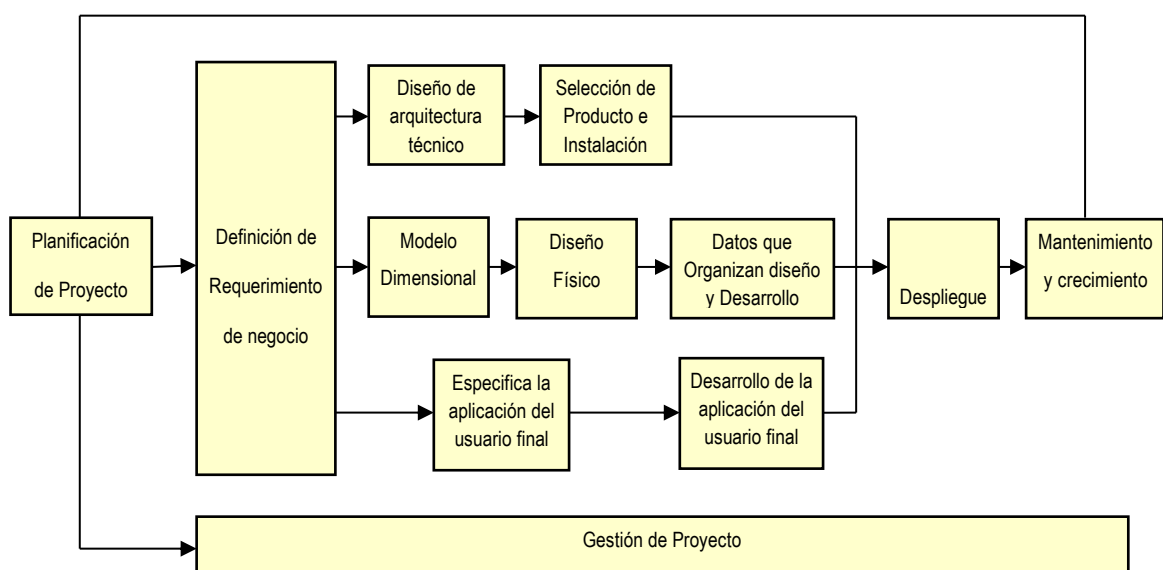 Diseño de
arquitectura
técnico
Selección de
Producto e
Instalación
Planificación
de Proyecto
Definición de
Requerimiento
de negocio
Modelo
Dimensional
Diseño
Físico
Datos que
Organizan diseño
y Desarrollo
Despliegue
Mantenimiento
y crecimiento
Especifica la
aplicación del
usuario final
Desarrollo de la
aplicación del
usuario final
Gestión de Proyecto